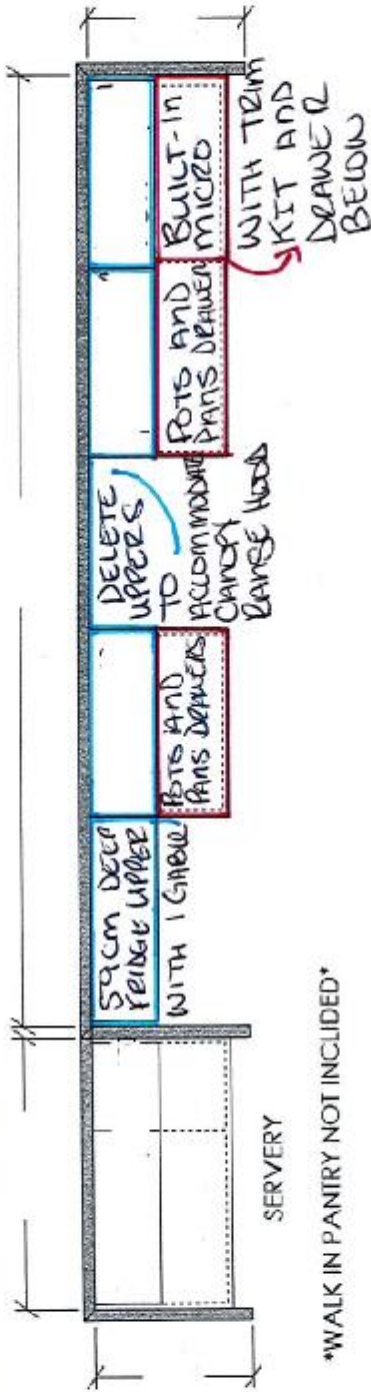 59cm DEEP
FRIDGE UPPER
WITH 1 GABLE
POTS AND
PANS DRAWERS
DELETE
UPPERS
TO
ACCOMMODATE
CANOPY
RANGE HOOD
POTS AND
PANS DRAWER
BUILT-IN
MICRO
WITH TRIM
KIT AND
DRAWER
BELOW
SERVERY
*WALK IN PANTRY NOT INCLUDED*